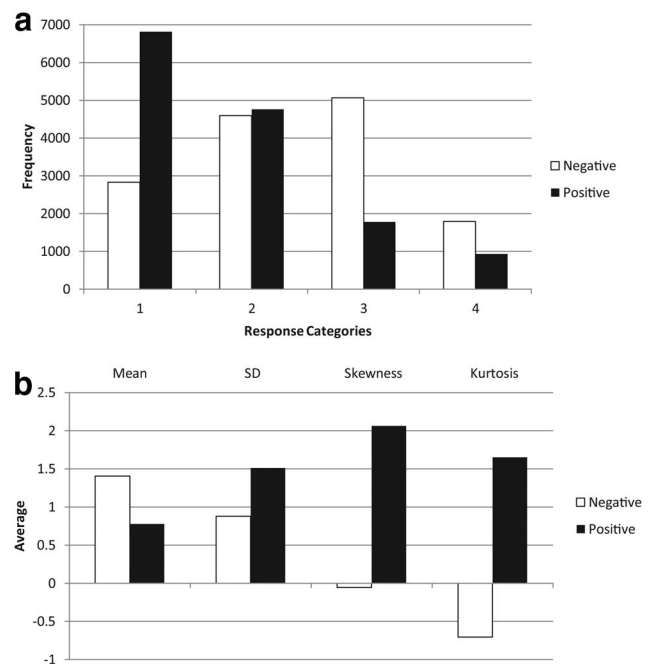 a
7000
6000
5000
4000
3000
2000
1000
0
Frequency
1 2 3 4
Response Categories
Negative
Positive
b
Mean SD Skewness Kurtosis
2.5
2
1.5
1
0.5
0
-0.5
-1
Average
Negative
Positive